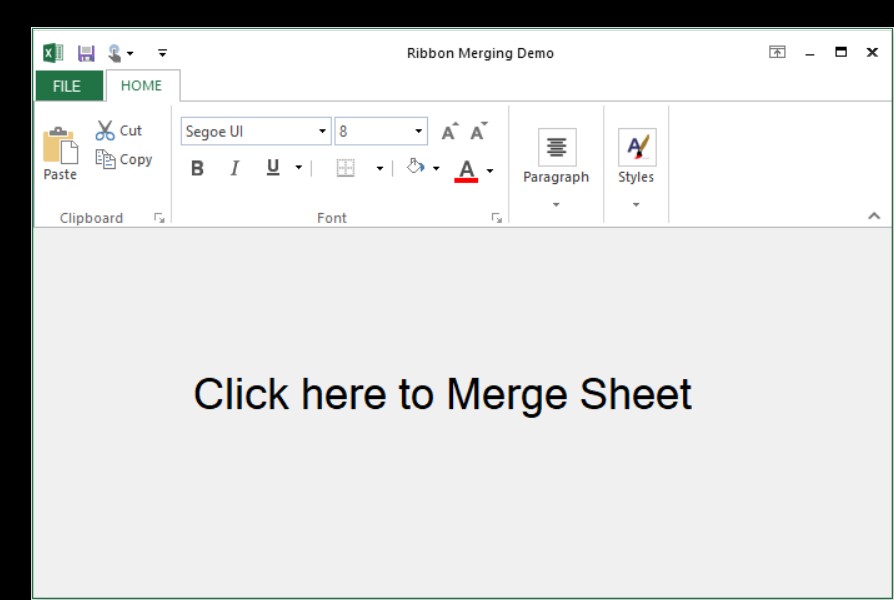 Ribbon Merging Demo
FILE HOME
Cut
Copy
Paste
Clipboard
Segoe UI 8
B I U A
Font
Paragraph
Styles
Click here to Merge Sheet